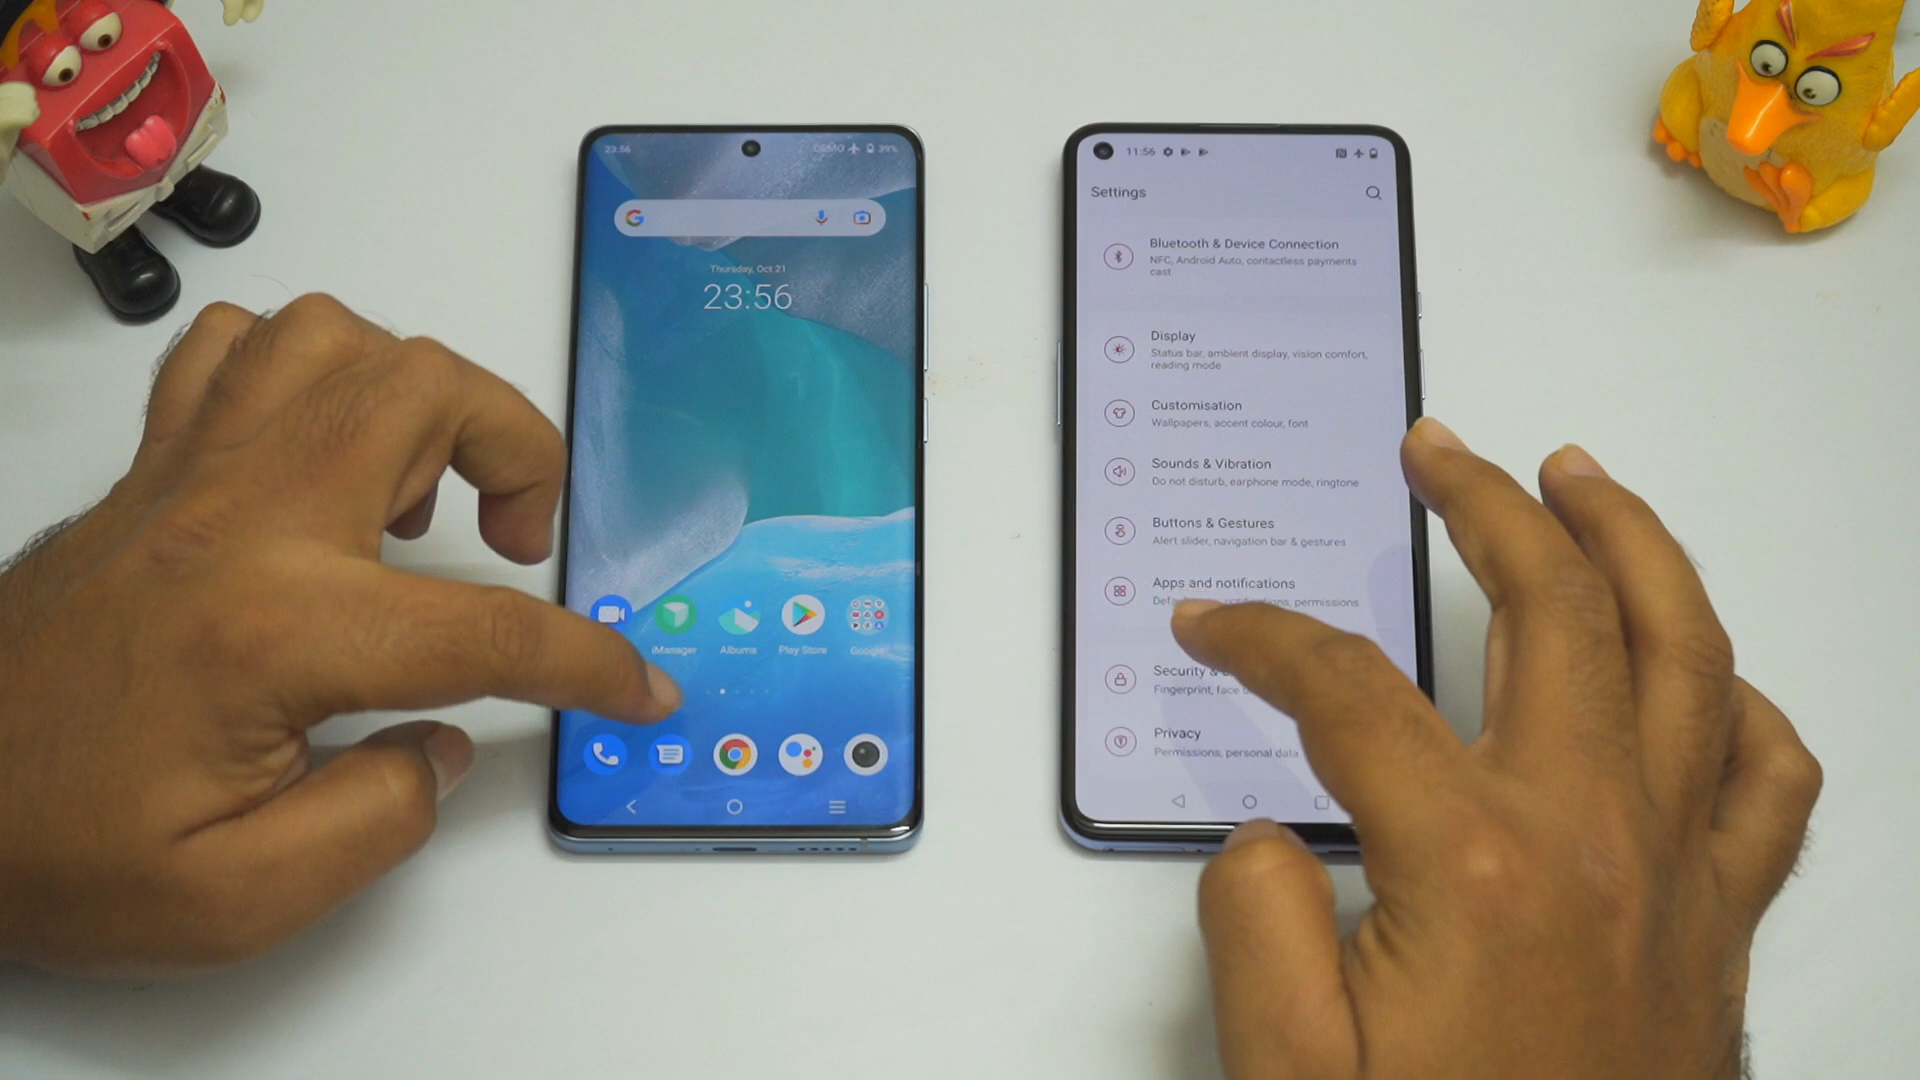 23:56
DEMO
39%
Thursday, Oct 21
23:56
iManager
Albums
Play Store
Google
11:56
Settings
Bluetooth & Device Connection
NFC, Android Auto, contactless payments
cast
Display
Status bar, ambient display, vision comfort,
reading mode
Customisation
Wallpapers, accent colour, font
Sounds & Vibration
Do not disturb, earphone mode, ringtone
Buttons & Gestures
Alert slider, navigation bar & gestures
Apps and notifications
permissions
Security &
Fingerprint, face
Privacy
Permissions, personal data